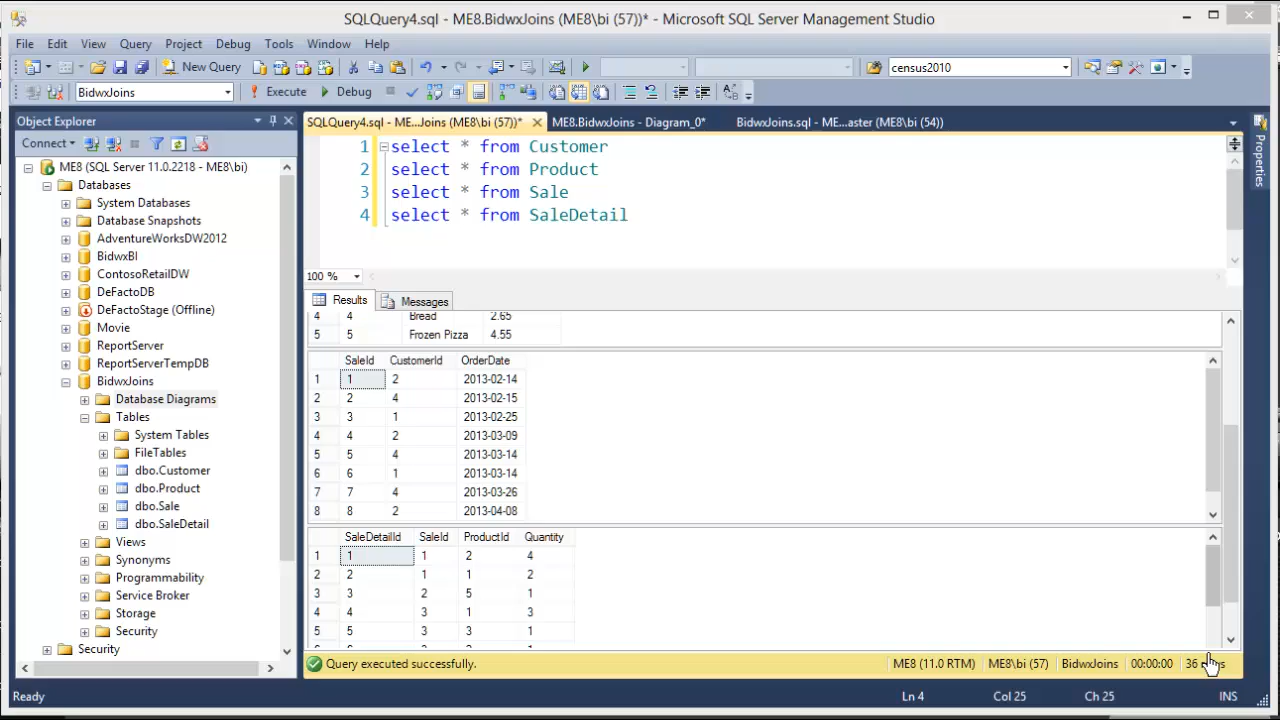 SQLQuery4.sql - ME8.BidwxJoins (ME8\bi (57))* - Microsoft SQL Server Management Studio
File Edit View Query Project Debug Tools Window Help
New Query census2010
BidwxJoins Execute Debug
Object Explorer
Connect
ME8 (SQL Server 11.0.2218 - ME8\bi)
Databases
System Databases
Database Snapshots
AdventureWorksDW2012
BidwxBI
ContosoRetailDW
DeFactoDB
DeFactoStage (Offline)
Movie
ReportServer
ReportServerTempDB
BidwxJoins
Database Diagrams
Tables
System Tables
FileTables
dbo.Customer
dbo.Product
dbo.Sale
dbo.SaleDetail
Views
Synonyms
Programmability
Service Broker
Storage
Security
Security
SQLQuery4.sql - ME...Joins (ME8\bi (57))* ME8.BidwxJoins - Diagram_0* BidwxJoins.sql - ME...aster (ME8\bi (54))
1 select * from Customer
2 select * from Product
3 select * from Sale
4 select * from SaleDetail
100 %
Results Messages
4 4 Bread 2.65
5 5 Frozen Pizza 4.55
SaleId CustomerId OrderDate
1 1 2 2013-02-14
2 2 4 2013-02-15
3 3 1 2013-02-25
4 4 2 2013-03-09
5 5 4 2013-03-14
6 6 1 2013-03-14
7 7 4 2013-03-26
8 8 2 2013-04-08
SaleDetailId SaleId ProductId Quantity
1 1 1 2 4
2 2 1 1 2
3 3 2 5 1
4 4 3 1 3
5 5 3 3 1
Query executed successfully. ME8 (11.0 RTM) ME8\bi (57) BidwxJoins 00:00:00 36
Properties
Ready Ln 4 Col 25 Ch 25 INS